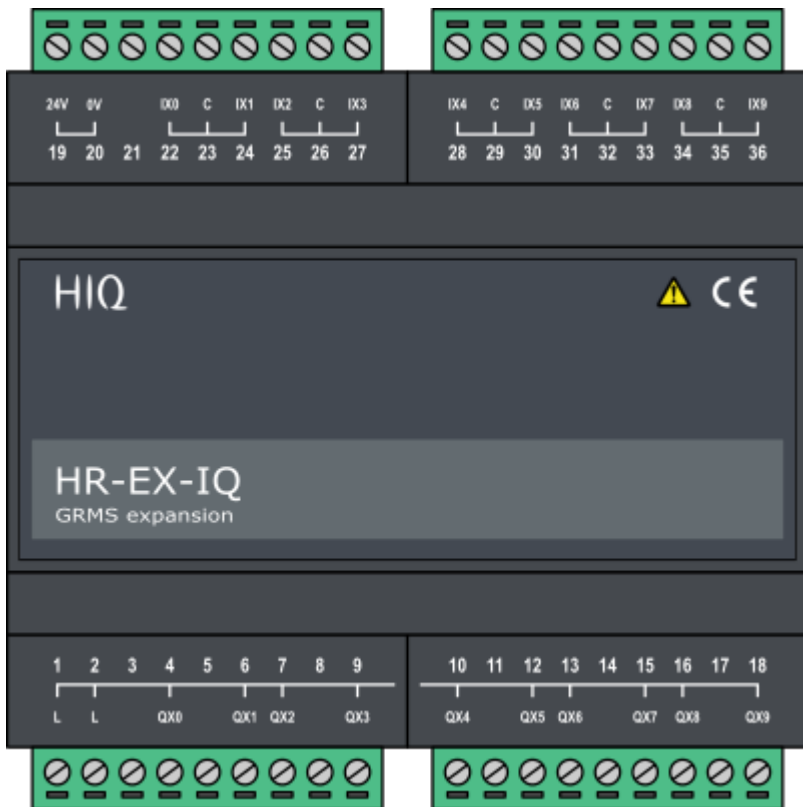 24V 0V IX0 C IX1 IX2 C IX3 IX4 C IX5 IX6 C IX7 IX8 C IX9
19 20 21 22 23 24 25 26 27 28 29 30 31 32 33 34 35 36
HIQ CE
HR-EX-IQ
GRMS expansion
1 2 3 4 5 6 7 8 9 10 11 12 13 14 15 16 17 18
L L QX0 QX1 QX2 QX3 QX4 QX5 QX6 QX7 QX8 QX9